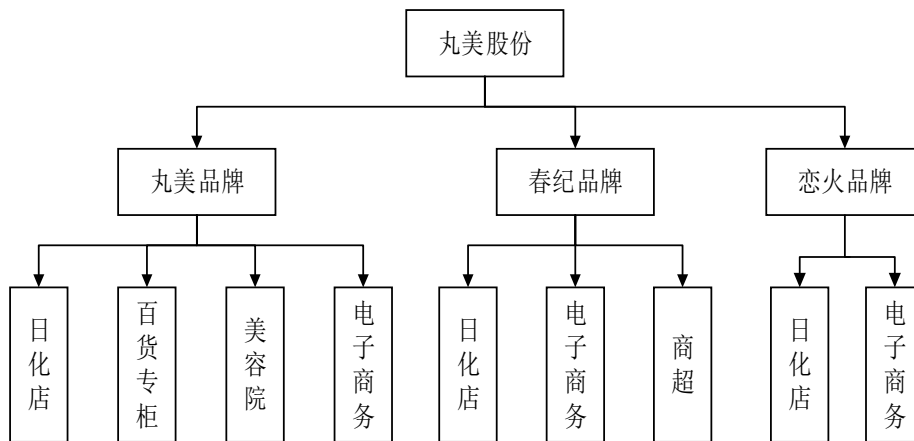 丸美股份
丸美品牌
春纪品牌
恋火品牌
日化店
百货专柜
美容院
电子商务
日化店
电子商务
商超
日化店
电子商务